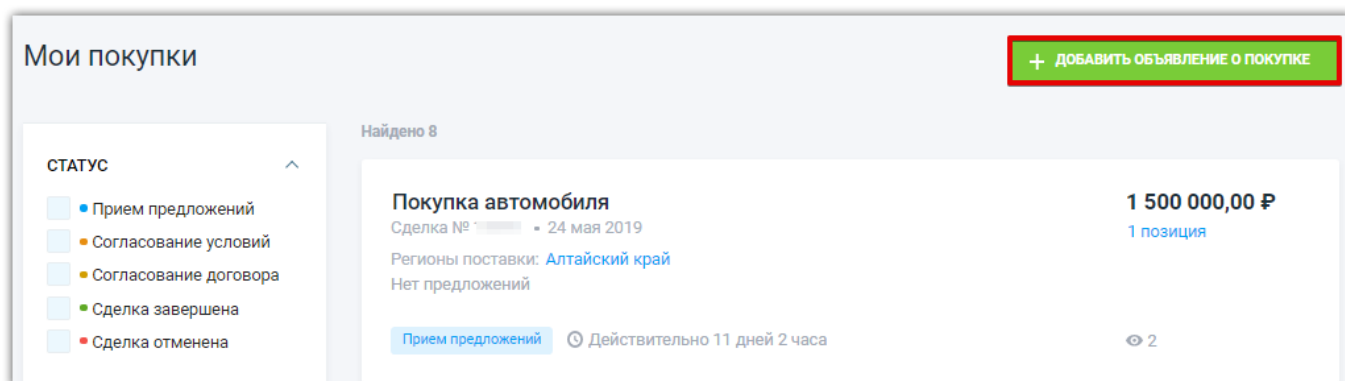 Мои покупки
+ ДОБАВИТЬ ОБЪЯВЛЕНИЕ О ПОКУПКЕ
Найдено 8
СТАТУС
Прием предложений
Согласование условий
Согласование договора
Сделка завершена
Сделка отменена
Покупка автомобиля
1 500 000,00 ₽
Сделка № • 24 мая 2019
1 позиция
Регионы поставки: Алтайский край
Нет предложений
Прием предложений Действительно 11 дней 2 часа
2